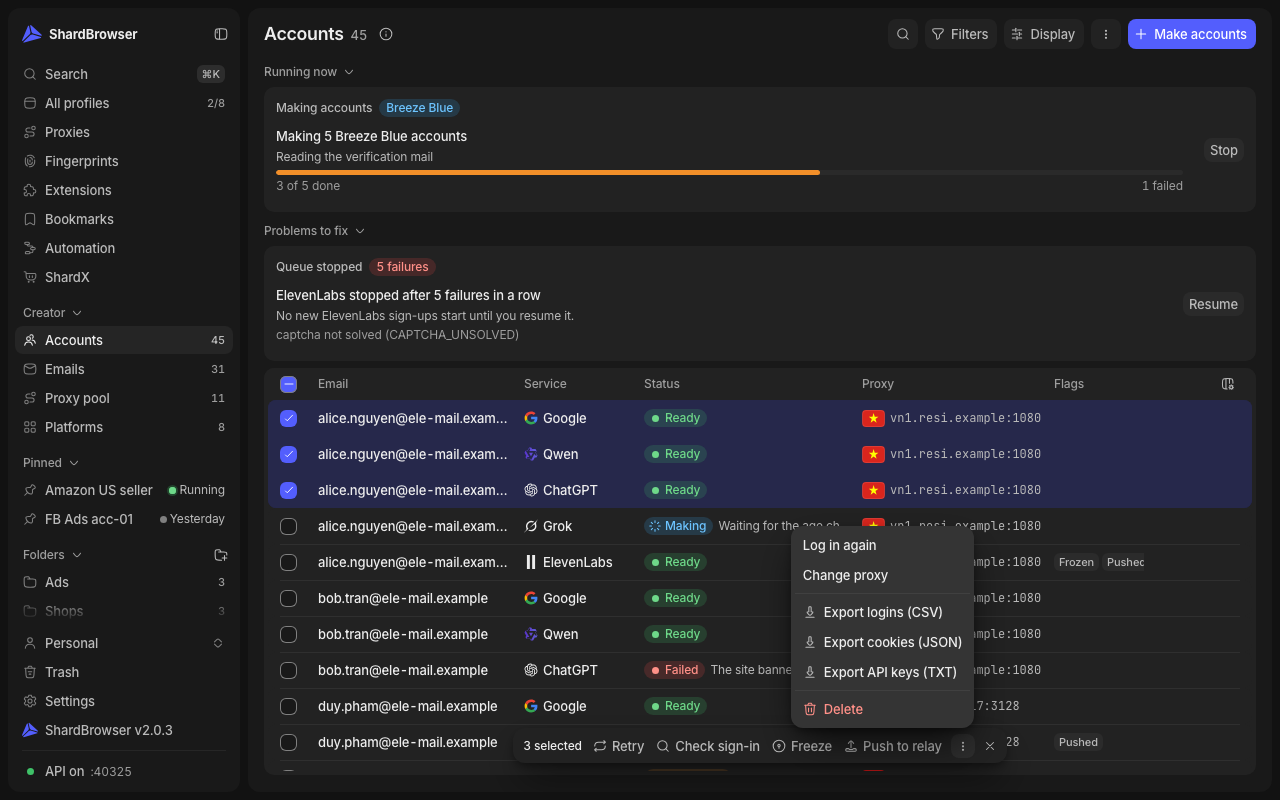 ShardBrowser
Search ⌘K
All profiles 2/8
Proxies
Fingerprints
Extensions
Bookmarks
Automation
ShardX
Creator
Accounts 45
Emails 31
Proxy pool 11
Platforms 8
Pinned
Amazon US seller Running
FB Ads acc-01 Yesterday
Folders
Ads 3
Shops 3
Personal
Trash
Settings
ShardBrowser v2.0.3
API on :40325
Accounts 45
Filters
Display
Make accounts
Running now
Making accounts Breeze Blue
Making 5 Breeze Blue accounts
Reading the verification mail
Stop
3 of 5 done 1 failed
Problems to fix
Queue stopped 5 failures
ElevenLabs stopped after 5 failures in a row
No new ElevenLabs sign-ups start until you resume it.
captcha not solved (CAPTCHA_UNSOLVED)
Resume
Email Service Status Proxy Flags
alice.nguyen@ele-mail.exam... Google Ready vn1.resi.example:1080
alice.nguyen@ele-mail.exam... Qwen Ready vn1.resi.example:1080
alice.nguyen@ele-mail.exam... ChatGPT Ready vn1.resi.example:1080
alice.nguyen@ele-mail.exam... Grok Making Waiting for the age ch... vn1.resi.example:1080
alice.nguyen@ele-mail.exam... ElevenLabs Ready ample:1080 Frozen Pushed
bob.tran@ele-mail.example Google Ready ample:1080
bob.tran@ele-mail.example Qwen Ready ample:1080
bob.tran@ele-mail.example ChatGPT Failed The site banne ample:1080
duy.pham@ele-mail.example Google Ready 7:3128
duy.pham@ele-mail.example 28 Pushed
Log in again
Change proxy
Export logins (CSV)
Export cookies (JSON)
Export API keys (TXT)
Delete
3 selected Retry Check sign-in Freeze Push to relay